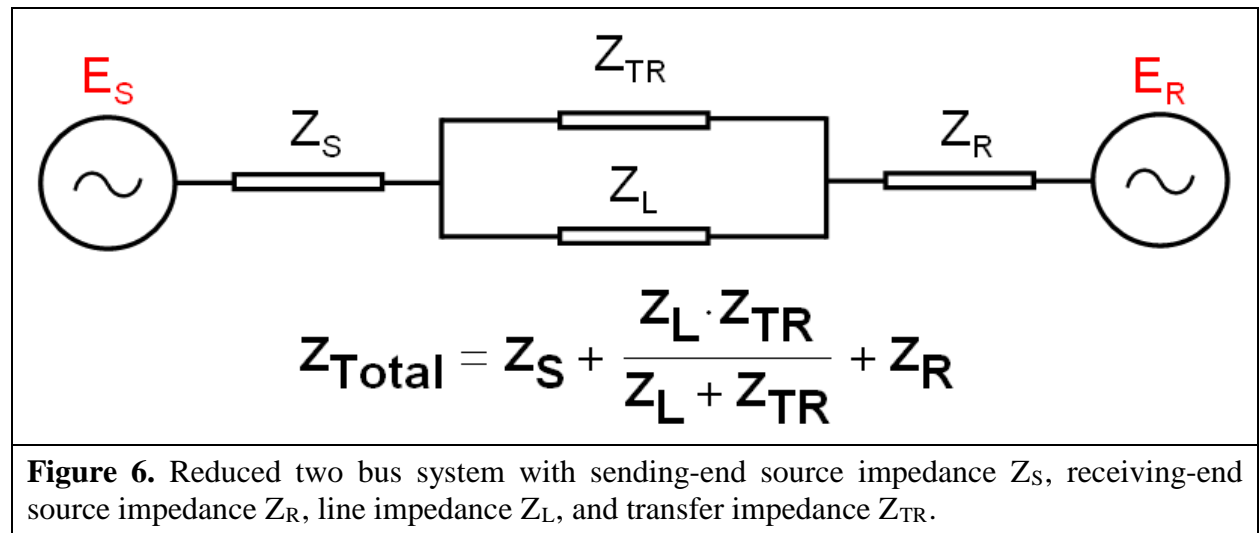 Z_TR
E_S
E_R
Z_S
Z_R
Z_L
Z_Total = Z_S + (Z_L · Z_TR)/(Z_L + Z_TR) + Z_R
Figure 6. Reduced two bus system with sending-end source impedance Z_S, receiving-end
source impedance Z_R, line impedance Z_L, and transfer impedance Z_TR.